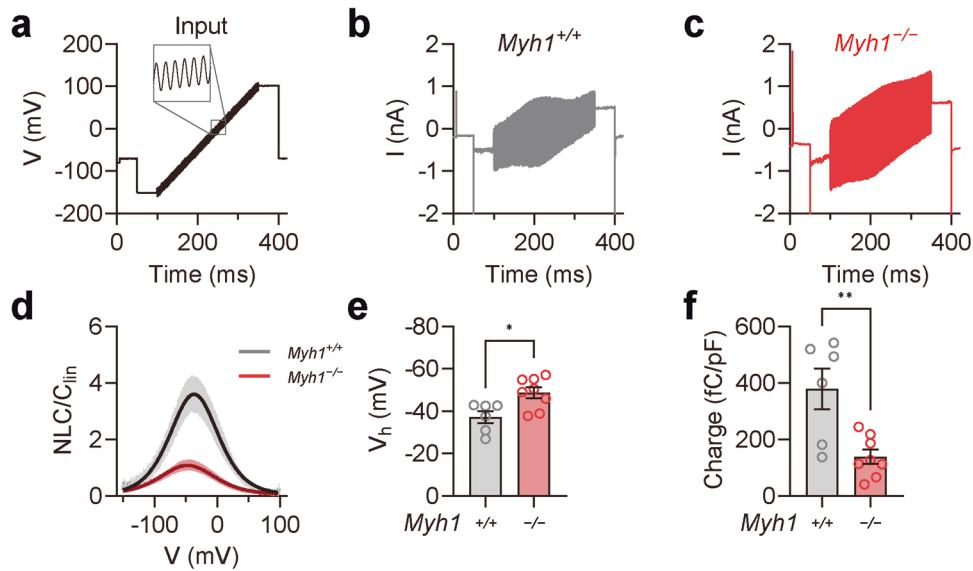 a
Input
200
100
0
-100
-200
V (mV)
0
200
400
Time (ms)
b
Myh1+/+
2
1
0
-1
-2
I (nA)
0
200
400
Time (ms)
c
Myh1−/−
2
1
0
-1
-2
I (nA)
0
200
400
Time (ms)
d
6
4
2
0
NLC/Clin
Myh1+/+
Myh1−/−
-100
0
100
V (mV)
e
*
-80
-60
-40
-20
-0
Vh (mV)
Myh1 +/+ −/−
f
**
600
400
200
0
Charge (fC/pF)
Myh1 +/+ −/−